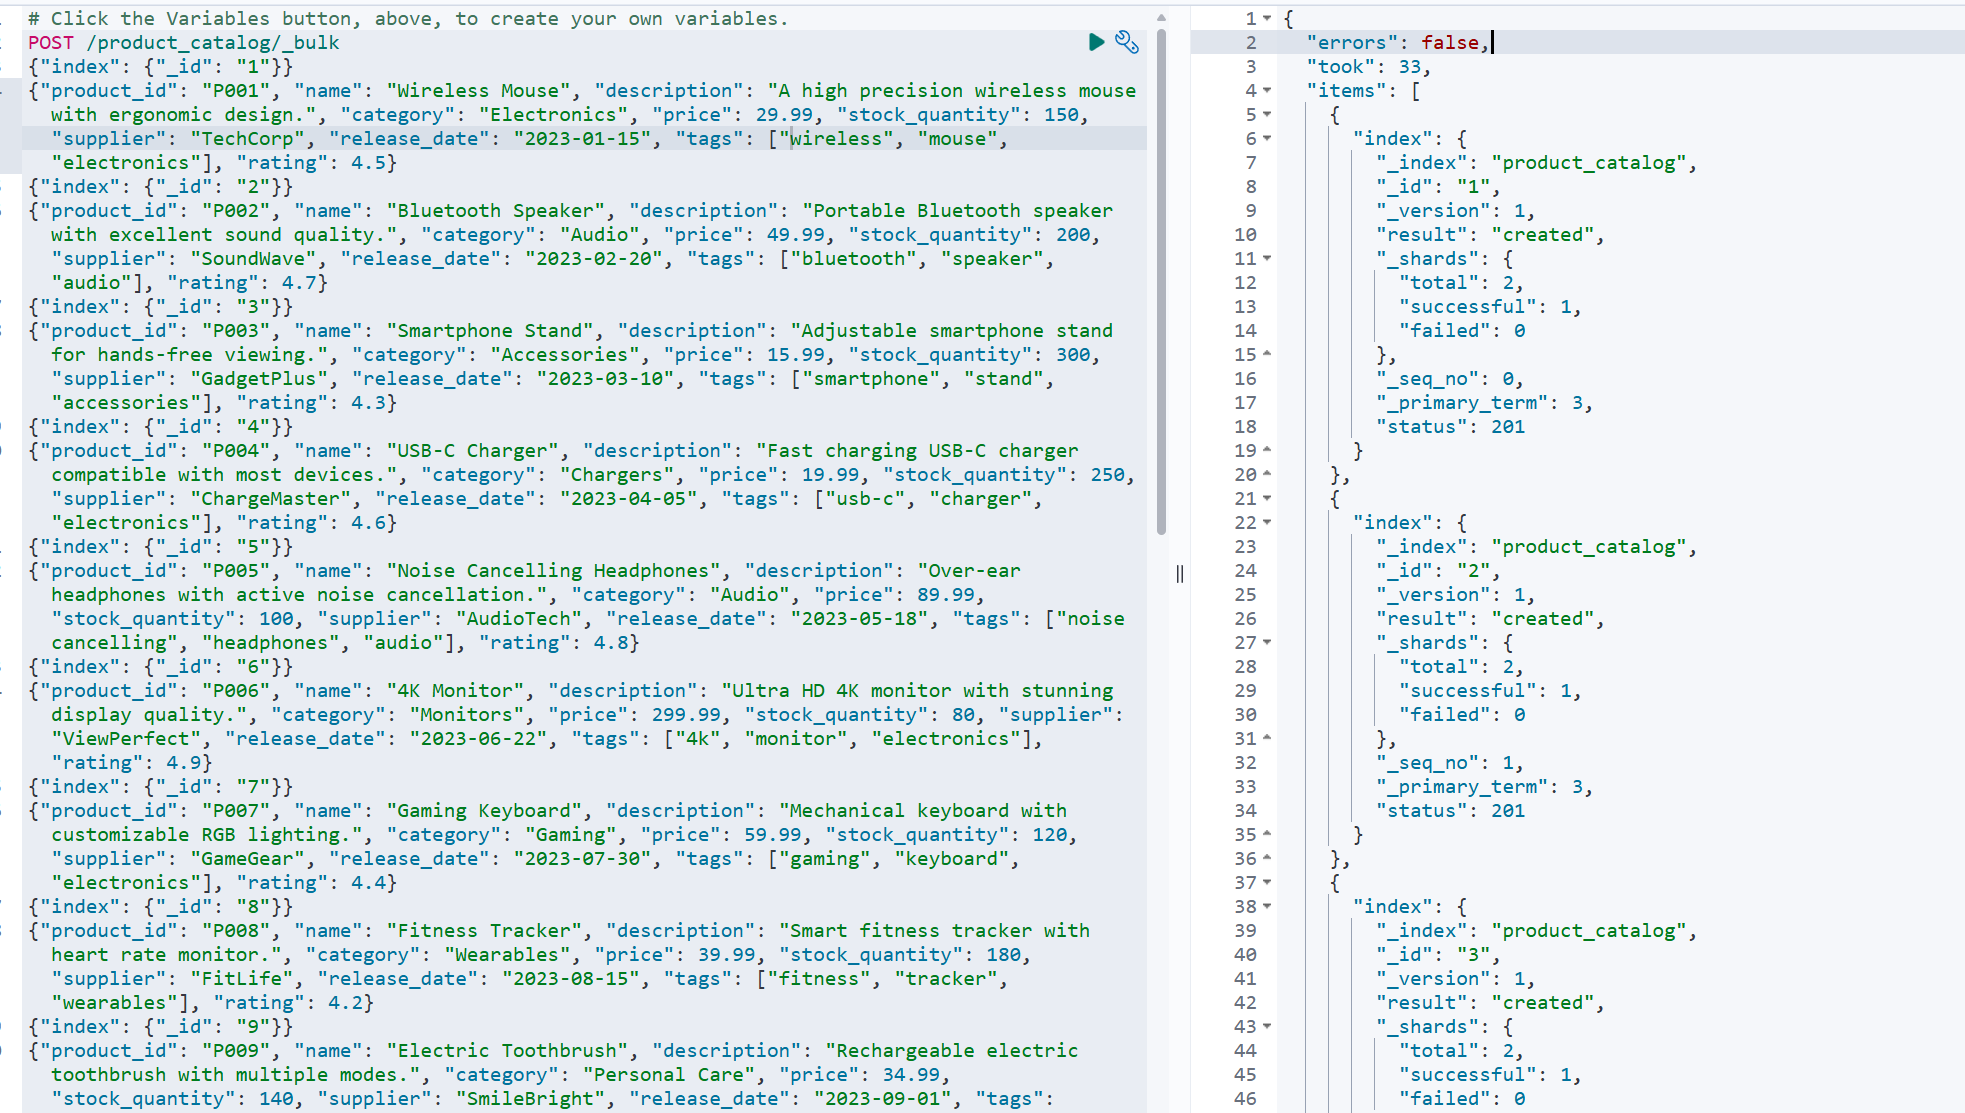 # Click the Variables button, above, to create your own variables.
POST /product_catalog/_bulk
{"index": {"_id": "1"}}
{"product_id": "P001", "name": "Wireless Mouse", "description": "A high precision wireless mouse
with ergonomic design.", "category": "Electronics", "price": 29.99, "stock_quantity": 150,
"supplier": "TechCorp", "release_date": "2023-01-15", "tags": ["wireless", "mouse",
"electronics"], "rating": 4.5}
{"index": {"_id": "2"}}
{"product_id": "P002", "name": "Bluetooth Speaker", "description": "Portable Bluetooth speaker
with excellent sound quality.", "category": "Audio", "price": 49.99, "stock_quantity": 200,
"supplier": "SoundWave", "release_date": "2023-02-20", "tags": ["bluetooth", "speaker",
"audio"], "rating": 4.7}
{"index": {"_id": "3"}}
{"product_id": "P003", "name": "Smartphone Stand", "description": "Adjustable smartphone stand
for hands-free viewing.", "category": "Accessories", "price": 15.99, "stock_quantity": 300,
"supplier": "GadgetPlus", "release_date": "2023-03-10", "tags": ["smartphone", "stand",
"accessories"], "rating": 4.3}
{"index": {"_id": "4"}}
{"product_id": "P004", "name": "USB-C Charger", "description": "Fast charging USB-C charger
compatible with most devices.", "category": "Chargers", "price": 19.99, "stock_quantity": 250,
"supplier": "ChargeMaster", "release_date": "2023-04-05", "tags": ["usb-c", "charger",
"electronics"], "rating": 4.6}
{"index": {"_id": "5"}}
{"product_id": "P005", "name": "Noise Cancelling Headphones", "description": "Over-ear
headphones with active noise cancellation.", "category": "Audio", "price": 89.99,
"stock_quantity": 100, "supplier": "AudioTech", "release_date": "2023-05-18", "tags": ["noise
cancelling", "headphones", "audio"], "rating": 4.8}
{"index": {"_id": "6"}}
{"product_id": "P006", "name": "4K Monitor", "description": "Ultra HD 4K monitor with stunning
display quality.", "category": "Monitors", "price": 299.99, "stock_quantity": 80, "supplier":
"ViewPerfect", "release_date": "2023-06-22", "tags": ["4k", "monitor", "electronics"],
"rating": 4.9}
{"index": {"_id": "7"}}
{"product_id": "P007", "name": "Gaming Keyboard", "description": "Mechanical keyboard with
customizable RGB lighting.", "category": "Gaming", "price": 59.99, "stock_quantity": 120,
"supplier": "GameGear", "release_date": "2023-07-30", "tags": ["gaming", "keyboard",
"electronics"], "rating": 4.4}
{"index": {"_id": "8"}}
{"product_id": "P008", "name": "Fitness Tracker", "description": "Smart fitness tracker with
heart rate monitor.", "category": "Wearables", "price": 39.99, "stock_quantity": 180,
"supplier": "FitLife", "release_date": "2023-08-15", "tags": ["fitness", "tracker",
"wearables"], "rating": 4.2}
{"index": {"_id": "9"}}
{"product_id": "P009", "name": "Electric Toothbrush", "description": "Rechargeable electric
toothbrush with multiple modes.", "category": "Personal Care", "price": 34.99,
"stock_quantity": 140, "supplier": "SmileBright", "release_date": "2023-09-01", "tags":
1 {
2 "errors": false,
3 "took": 33,
4 "items": [
5 {
6 "index": {
7 "_index": "product_catalog",
8 "_id": "1",
9 "_version": 1,
10 "result": "created",
11 "_shards": {
12 "total": 2,
13 "successful": 1,
14 "failed": 0
15 },
16 "_seq_no": 0,
17 "_primary_term": 3,
18 "status": 201
19 }
20 },
21 {
22 "index": {
23 "_index": "product_catalog",
24 "_id": "2",
25 "_version": 1,
26 "result": "created",
27 "_shards": {
28 "total": 2,
29 "successful": 1,
30 "failed": 0
31 },
32 "_seq_no": 1,
33 "_primary_term": 3,
34 "status": 201
35 }
36 },
37 {
38 "index": {
39 "_index": "product_catalog",
40 "_id": "3",
41 "_version": 1,
42 "result": "created",
43 "_shards": {
44 "total": 2,
45 "successful": 1,
46 "failed": 0